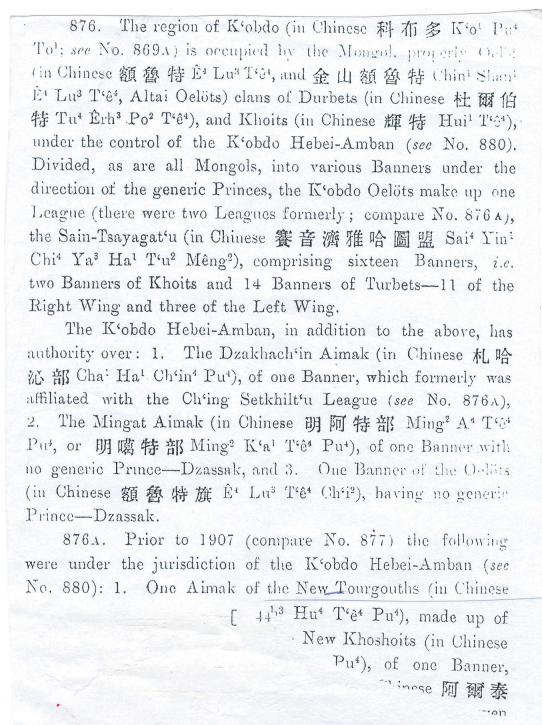 876. The region of K‘obdo (in Chinese 科布多 K‘o¹ Pu⁴
To¹; see No. 869A) is occupied by the Mongol, properly
(in Chinese 額魯特 Ê⁴ Lu³ T‘ê⁴, and 金山額魯特 Chin¹ Shan¹
Ê⁴ Lu³ T‘ê⁴, Altai Oelöts) clans of Durbets (in Chinese 杜爾伯
特 Tu⁴ Êrh³ Po² T‘ê⁴), and Khoits (in Chinese 輝特 Hui¹ T‘ê⁴),
under the control of the K‘obdo Hebei-Amban (see No. 880).
Divided, as are all Mongols, into various Banners under the
direction of the generic Princes, the K‘obdo Oelöts make up one
League (there were two Leagues formerly; compare No. 876A),
the Sain-Tsayagat‘u (in Chinese 賽音濟雅哈圖盟 Sai⁴ Yin¹
Chi⁴ Ya³ Ha¹ T‘u² Mêng²), comprising sixteen Banners, i.e.
two Banners of Khoits and 14 Banners of Turbets—11 of the
Right Wing and three of the Left Wing.
The K‘obdo Hebei-Amban, in addition to the above, has
authority over: 1. The Dzakhach‘in Aimak (in Chinese 札哈
沁部 Cha² Ha¹ Ch‘in⁴ Pu⁴), of one Banner, which formerly was
affiliated with the Ch‘ing Setkhilt‘u League (see No. 876A),
2. The Mingat Aimak (in Chinese 明阿特部 Ming² A⁴ T‘ê⁴
Pu⁴, or 明噶特部 Ming² K‘a¹ T‘ê⁴ Pu⁴), of one Banner with
no generic Prince—Dzassak, and 3. One Banner of the Oelöts
(in Chinese 額魯特旗 Ê⁴ Lu³ T‘ê⁴ Ch‘i²), having no generic
Prince—Dzassak.
876A. Prior to 1907 (compare No. 877) the following
were under the jurisdiction of the K‘obdo Hebei-Amban (see
No. 880): 1. One Aimak of the New Tourgouths (in Chinese
[ 44 Hu⁴ T‘ê⁴ Pu⁴), made up of
New Khoshoits (in Chinese
Pu⁴), of one Banner,
阿爾泰